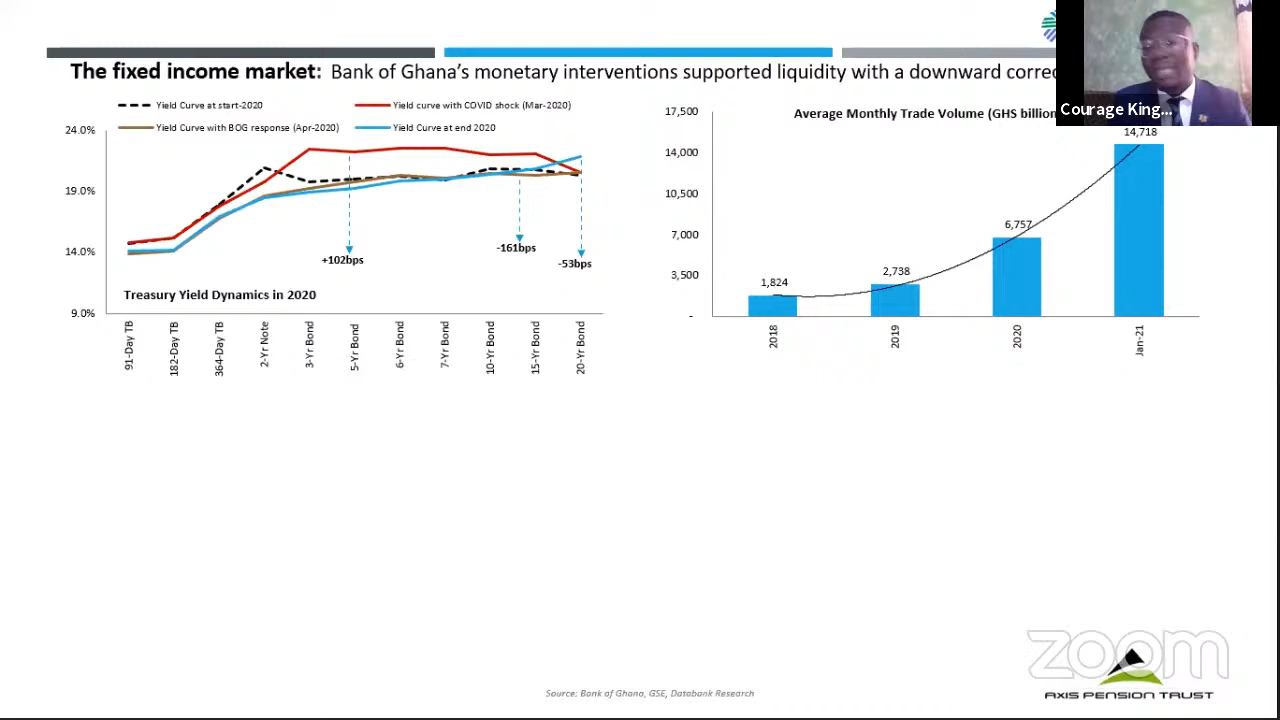 The fixed income market: Bank of Ghana's monetary interventions supported liquidity with a downward correc
Courage King...
Yield Curve at start-2020
Yield curve with COVID shock (Mar-2020)
Yield Curve with BOG response (Apr-2020)
Yield Curve at end 2020
24.0%
19.0%
14.0%
9.0%
+102bps
-161bps
-53bps
Treasury Yield Dynamics in 2020
91-Day TB
182-Day TB
364-Day TB
2-Yr Note
3-Yr Bond
5-Yr Bond
6-Yr Bond
7-Yr Bond
10-Yr Bond
15-Yr Bond
20-Yr Bond
Average Monthly Trade Volume (GHS billion
17,500
14,000
10,500
7,000
3,500
-
1,824
2,738
6,757
14,718
2018
2019
2020
Jan-21
zoom
AXIS PENSION TRUST
Source: Bank of Ghana, GSE, Databank Research